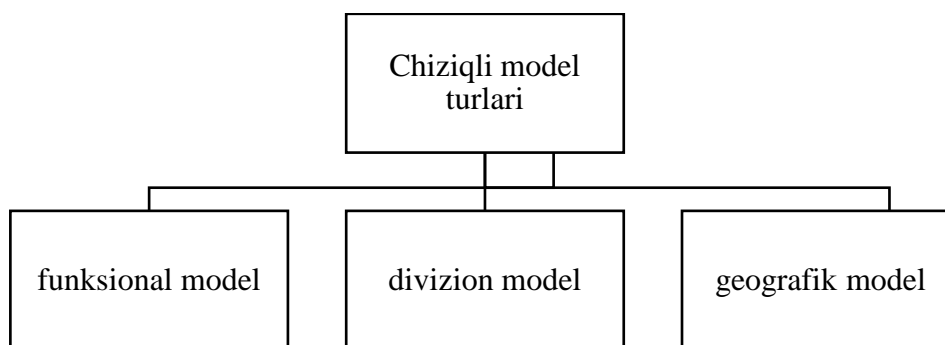 Chiziqli model
turlari
funksional model
divizion model
geografik model